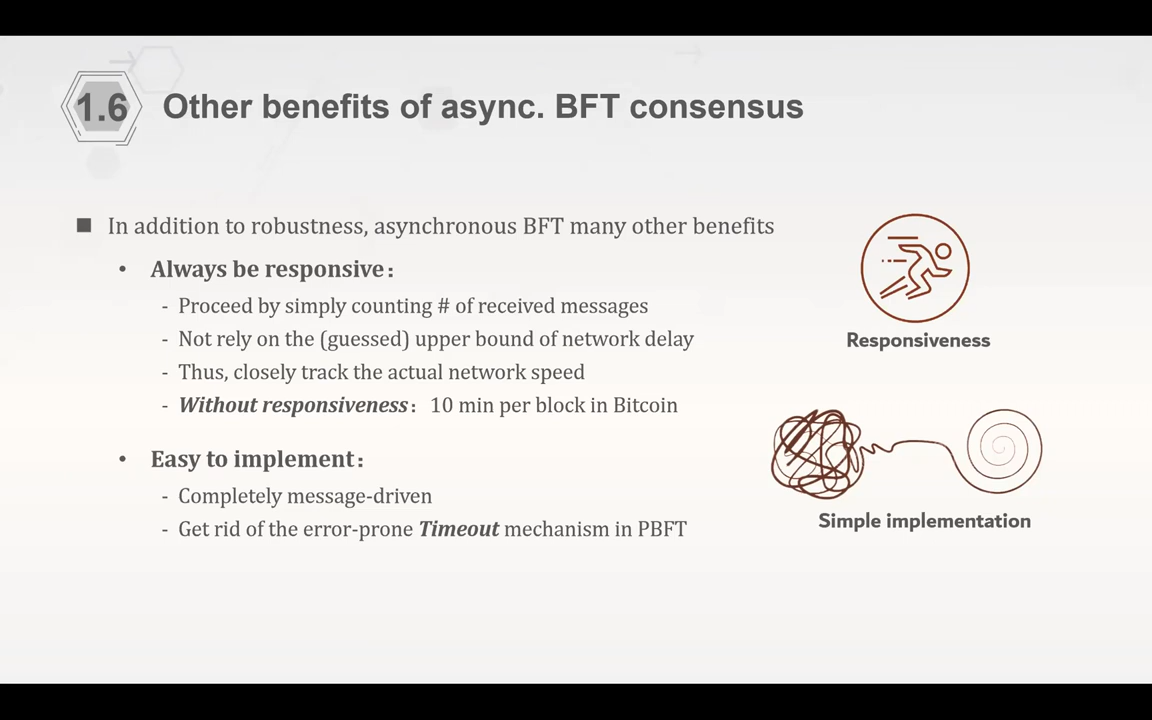 1.6 Other benefits of async. BFT consensus
■ In addition to robustness, asynchronous BFT many other benefits
• Always be responsive：
- Proceed by simply counting # of received messages
- Not rely on the (guessed) upper bound of network delay
- Thus, closely track the actual network speed
- Without responsiveness： 10 min per block in Bitcoin
• Easy to implement：
- Completely message-driven
- Get rid of the error-prone Timeout mechanism in PBFT
Responsiveness
Simple implementation